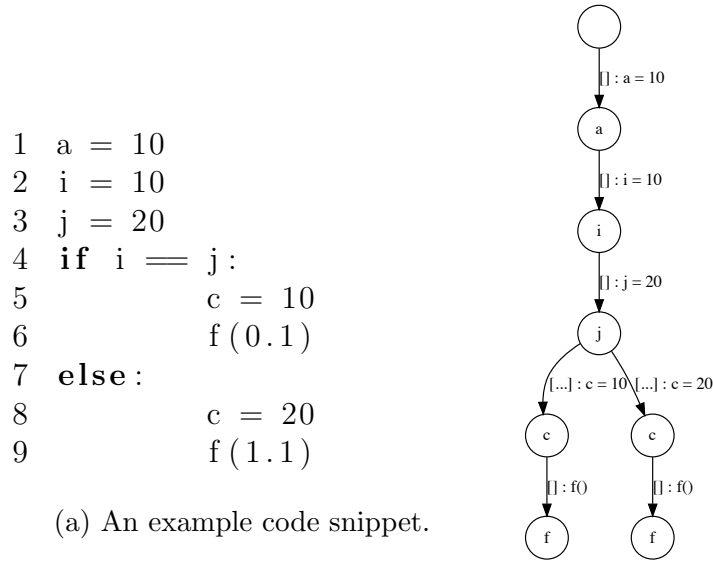 1 a = 10
2 i = 10
3 j = 20
4 if i == j:
5 c = 10
6 f(0.1)
7 else:
8 c = 20
9 f(1.1)
(a) An example code snippet.
[] : a = 10
a
[] : i = 10
i
[] : j = 20
j
[...] : c = 10 [...] : c = 20
c c
[] : f() [] : f()
f f